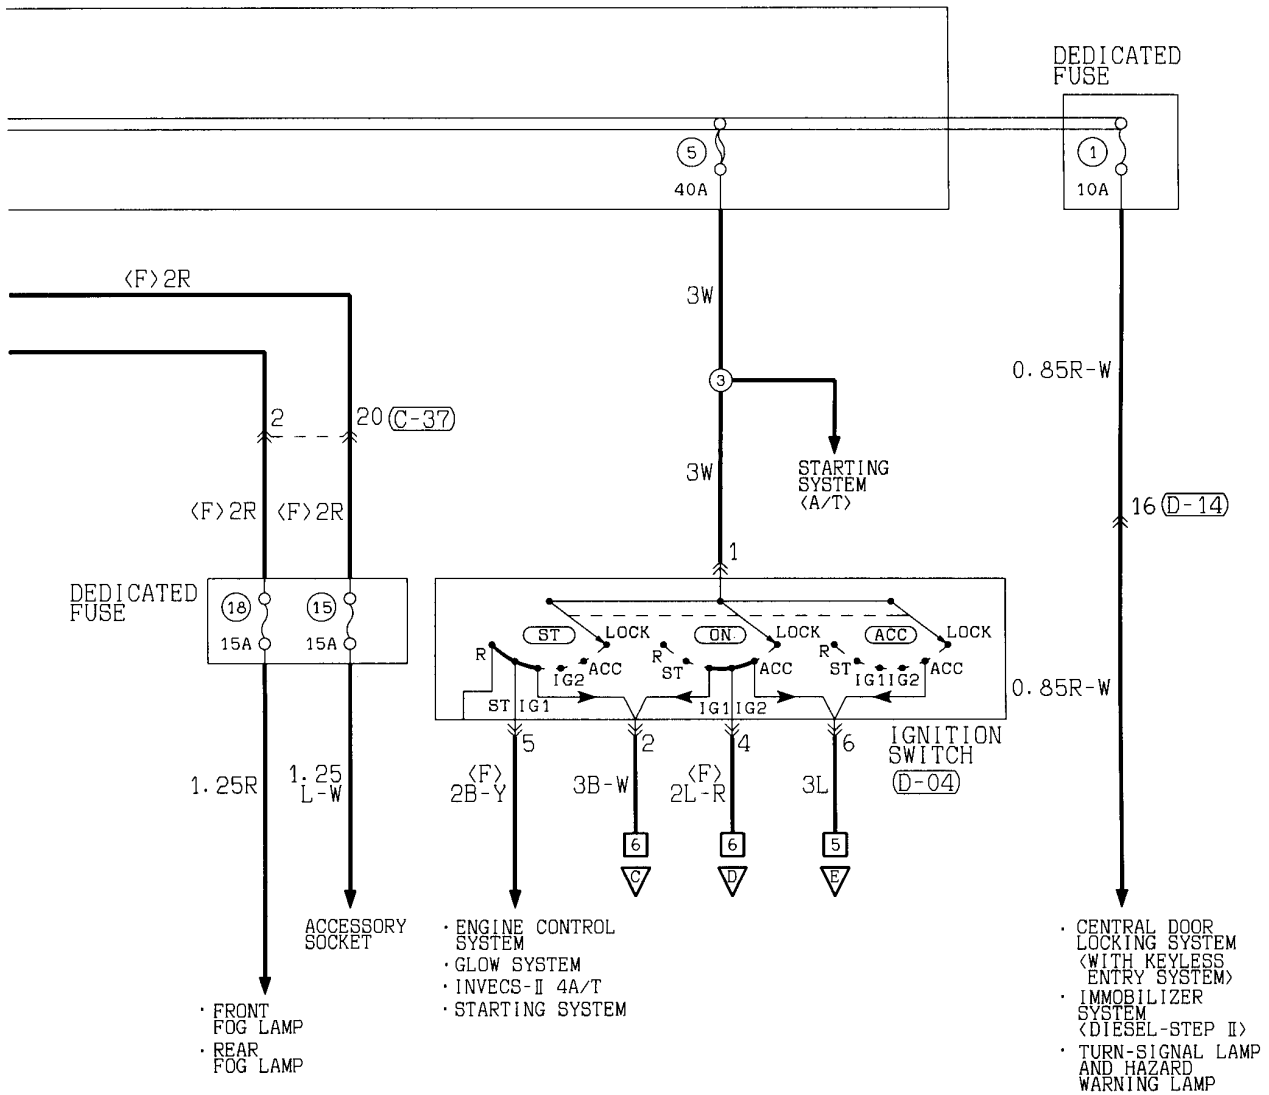 DEDICATED
FUSE
5
40A
1
10A
⟨F⟩2R
3W
0.85R-W
3
2
20 C-37
STARTING
SYSTEM
⟨A/T⟩
3W
⟨F⟩2R
⟨F⟩2R
16 D-14
1
DEDICATED
FUSE
18
15A
15
15A
ST
LOCK
ON
LOCK
ACC
LOCK
R
ST
IG1
IG2
ACC
R
ST
IG1
IG2
ACC
R
ST
IG1
IG2
ACC
0.85R-W
5
2
4
6
IGNITION
SWITCH
D-04
1.25R
1.25
L-W
⟨F⟩
2B-Y
3B-W
⟨F⟩
2L-R
3L
6
6
5
C
D
E
ACCESSORY
SOCKET
· ENGINE CONTROL
SYSTEM
· GLOW SYSTEM
· INVECS-Ⅱ 4A/T
· STARTING SYSTEM
· CENTRAL DOOR
LOCKING SYSTEM
⟨WITH KEYLESS
ENTRY SYSTEM⟩
· IMMOBILIZER
SYSTEM
⟨DIESEL-STEP Ⅱ⟩
· TURN-SIGNAL LAMP
AND HAZARD
WARNING LAMP
· FRONT
FOG LAMP
· REAR
FOG LAMP